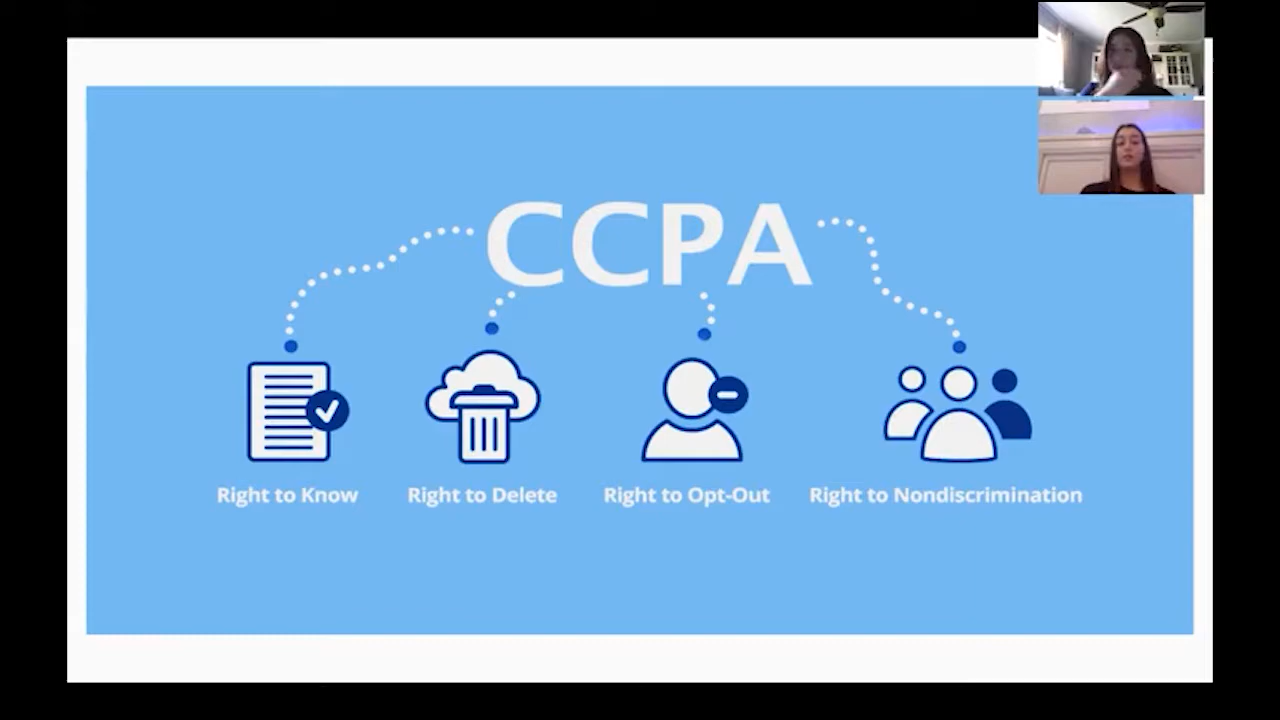 CCPA
Right to Know
Right to Delete
Right to Opt-Out
Right to Nondiscrimination